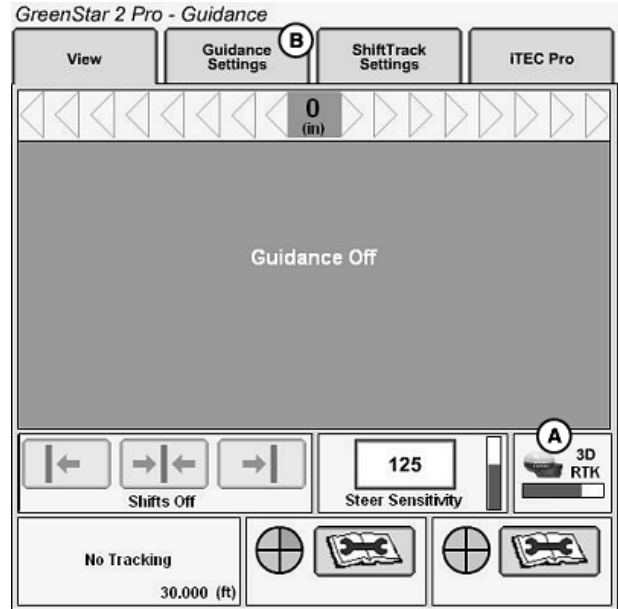 GreenStar 2 Pro - Guidance
View
Guidance
Settings
B
ShiftTrack
Settings
iTEC Pro
0
(in)
Guidance Off
Shifts Off
125
Steer Sensitivity
A
3D
RTK
No Tracking
30.000 (ft)